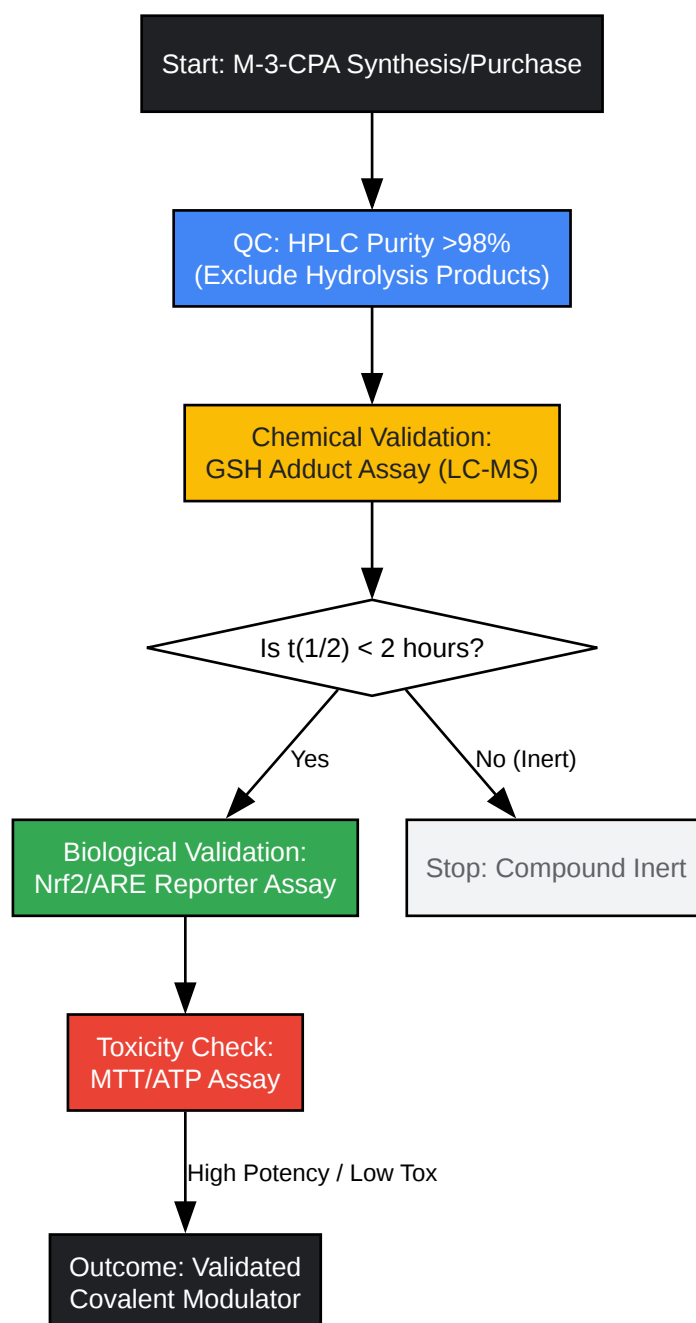 Start: M-3-CPA Synthesis/Purchase
QC: HPLC Purity >98%
(Exclude Hydrolysis Products)
Chemical Validation:
GSH Adduct Assay (LC-MS)
Is t(1/2) < 2 hours?
Yes
No (Inert)
Biological Validation:
Nrf2/ARE Reporter Assay
Stop: Compound Inert
Toxicity Check:
MTT/ATP Assay
High Potency / Low Tox
Outcome: Validated
Covalent Modulator